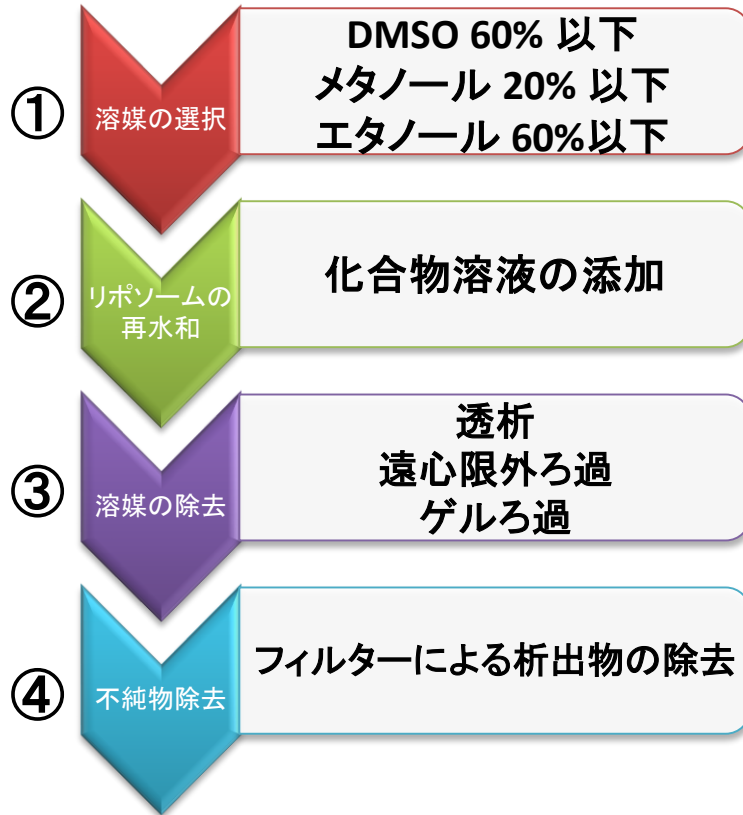 ①
溶媒の選択
DMSO 60% 以下
メタノール 20% 以下
エタノール 60%以下
②
リポソームの
再水和
化合物溶液の添加
③
溶媒の除去
透析
遠心限外ろ過
ゲルろ過
④
不純物除去
フィルターによる析出物の除去